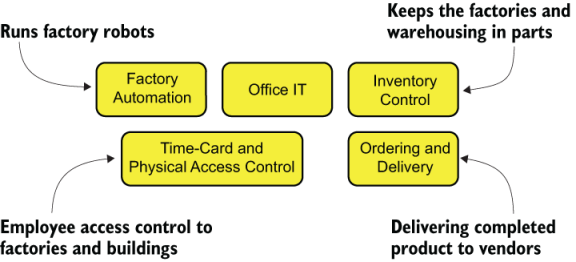 Keeps the factories and
warehousing in parts
Runs factory robots
Factory
Automation
Office IT
Inventory
Control
Time-Card and
Physical Access Control
Ordering and
Delivery
Employee access control to
factories and buildings
Delivering completed
product to vendors